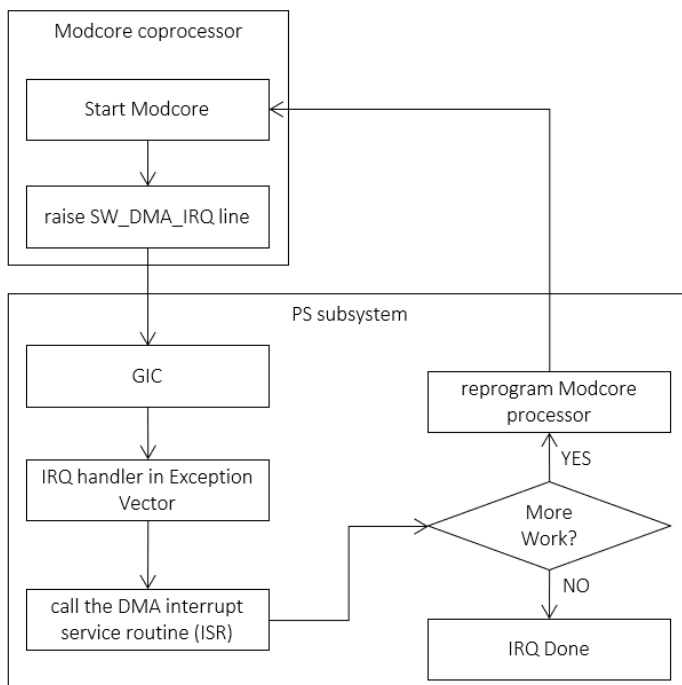 Modcore coprocessor
Start Modcore
raise SW_DMA_IRQ line
PS subsystem
GIC
IRQ handler in Exception
Vector
call the DMA interrupt
service routine (ISR)
reprogram Modcore
processor
YES
More
Work?
NO
IRQ Done